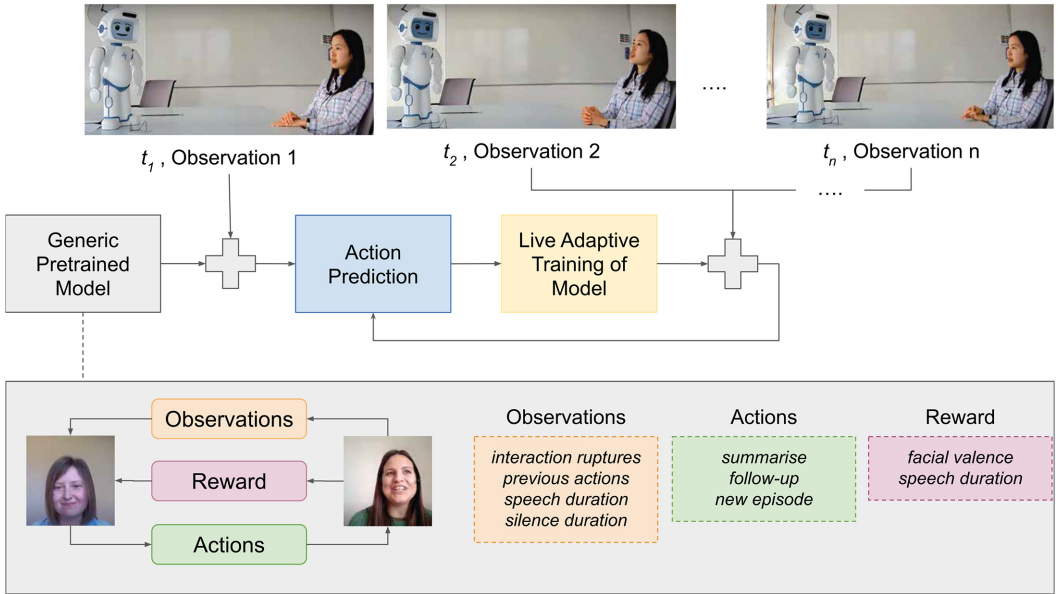 t1 , Observation 1
t2 , Observation 2
....
tn , Observation n
....
Generic
Pretrained
Model
Action
Prediction
Live Adaptive
Training of
Model
Observations
Reward
Actions
Observations
interaction ruptures
previous actions
speech duration
silence duration
Actions
summarise
follow-up
new episode
Reward
facial valence
speech duration